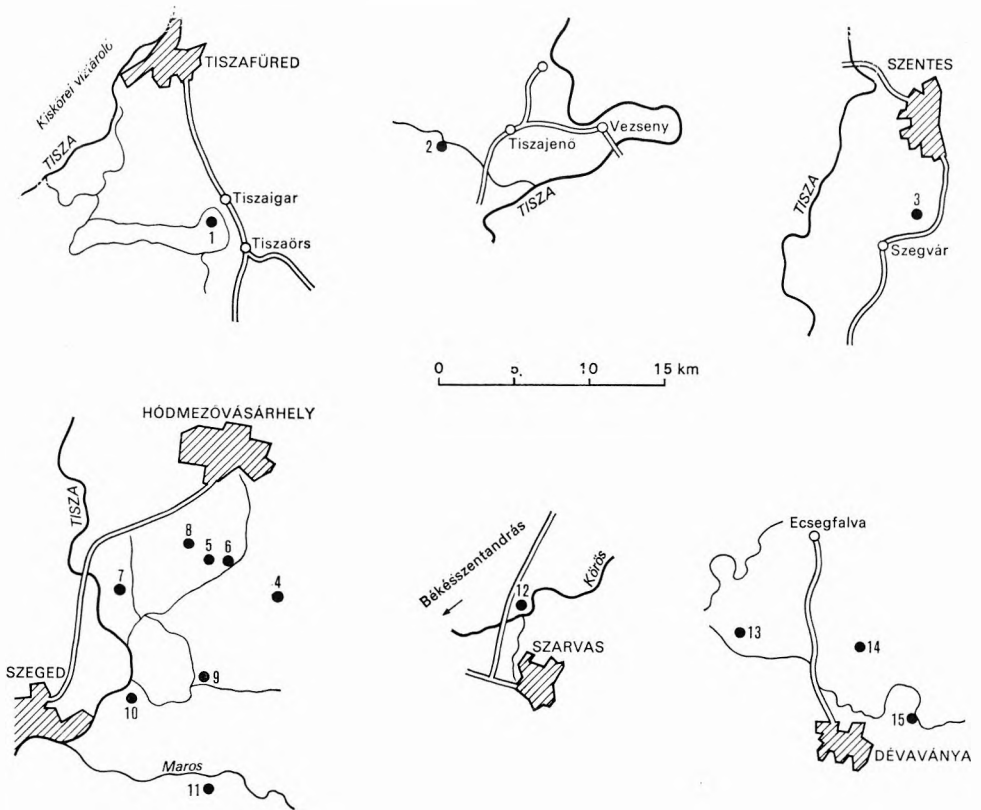 Kiskörei víztároló
TISZAFÜRED
TISZA
Tiszaigar
1
Tiszaörs
2
Tiszajenö
Vezseny
TISZA
SZENTES
TISZA
3
Szegvár
0 5. 10 15 km
HÓDMEZŐVÁSÁRHELY
TISZA
8
5
6
7
4
SZEGED
9
10
Maros
11
Békésszentandrás
Körös
12
SZARVAS
Ecsegfalva
13
14
15
DÉVAVÁNYA